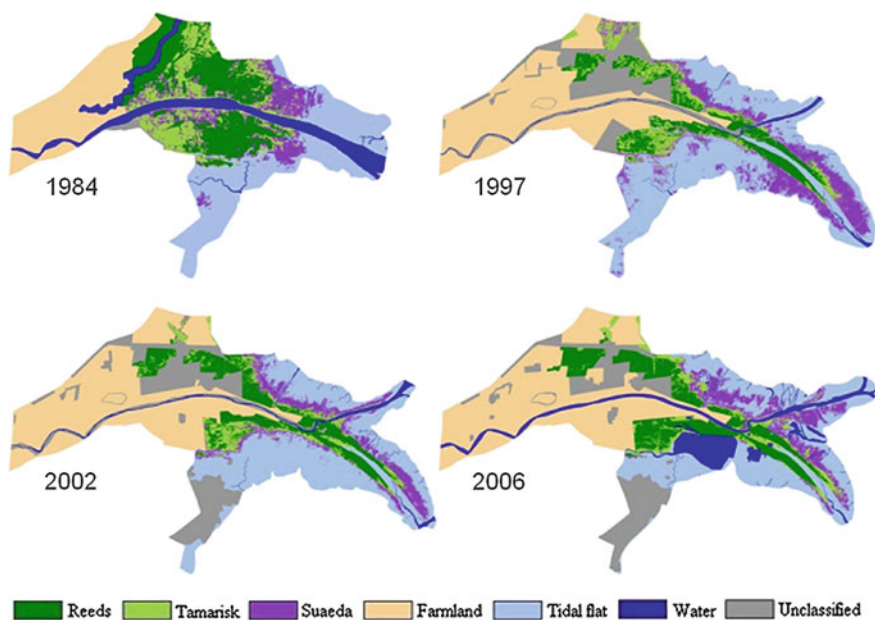 1984
1997
2002
2006
Reeds Tamarisk Suaeda Farmland Tidal flat Water Unclassified